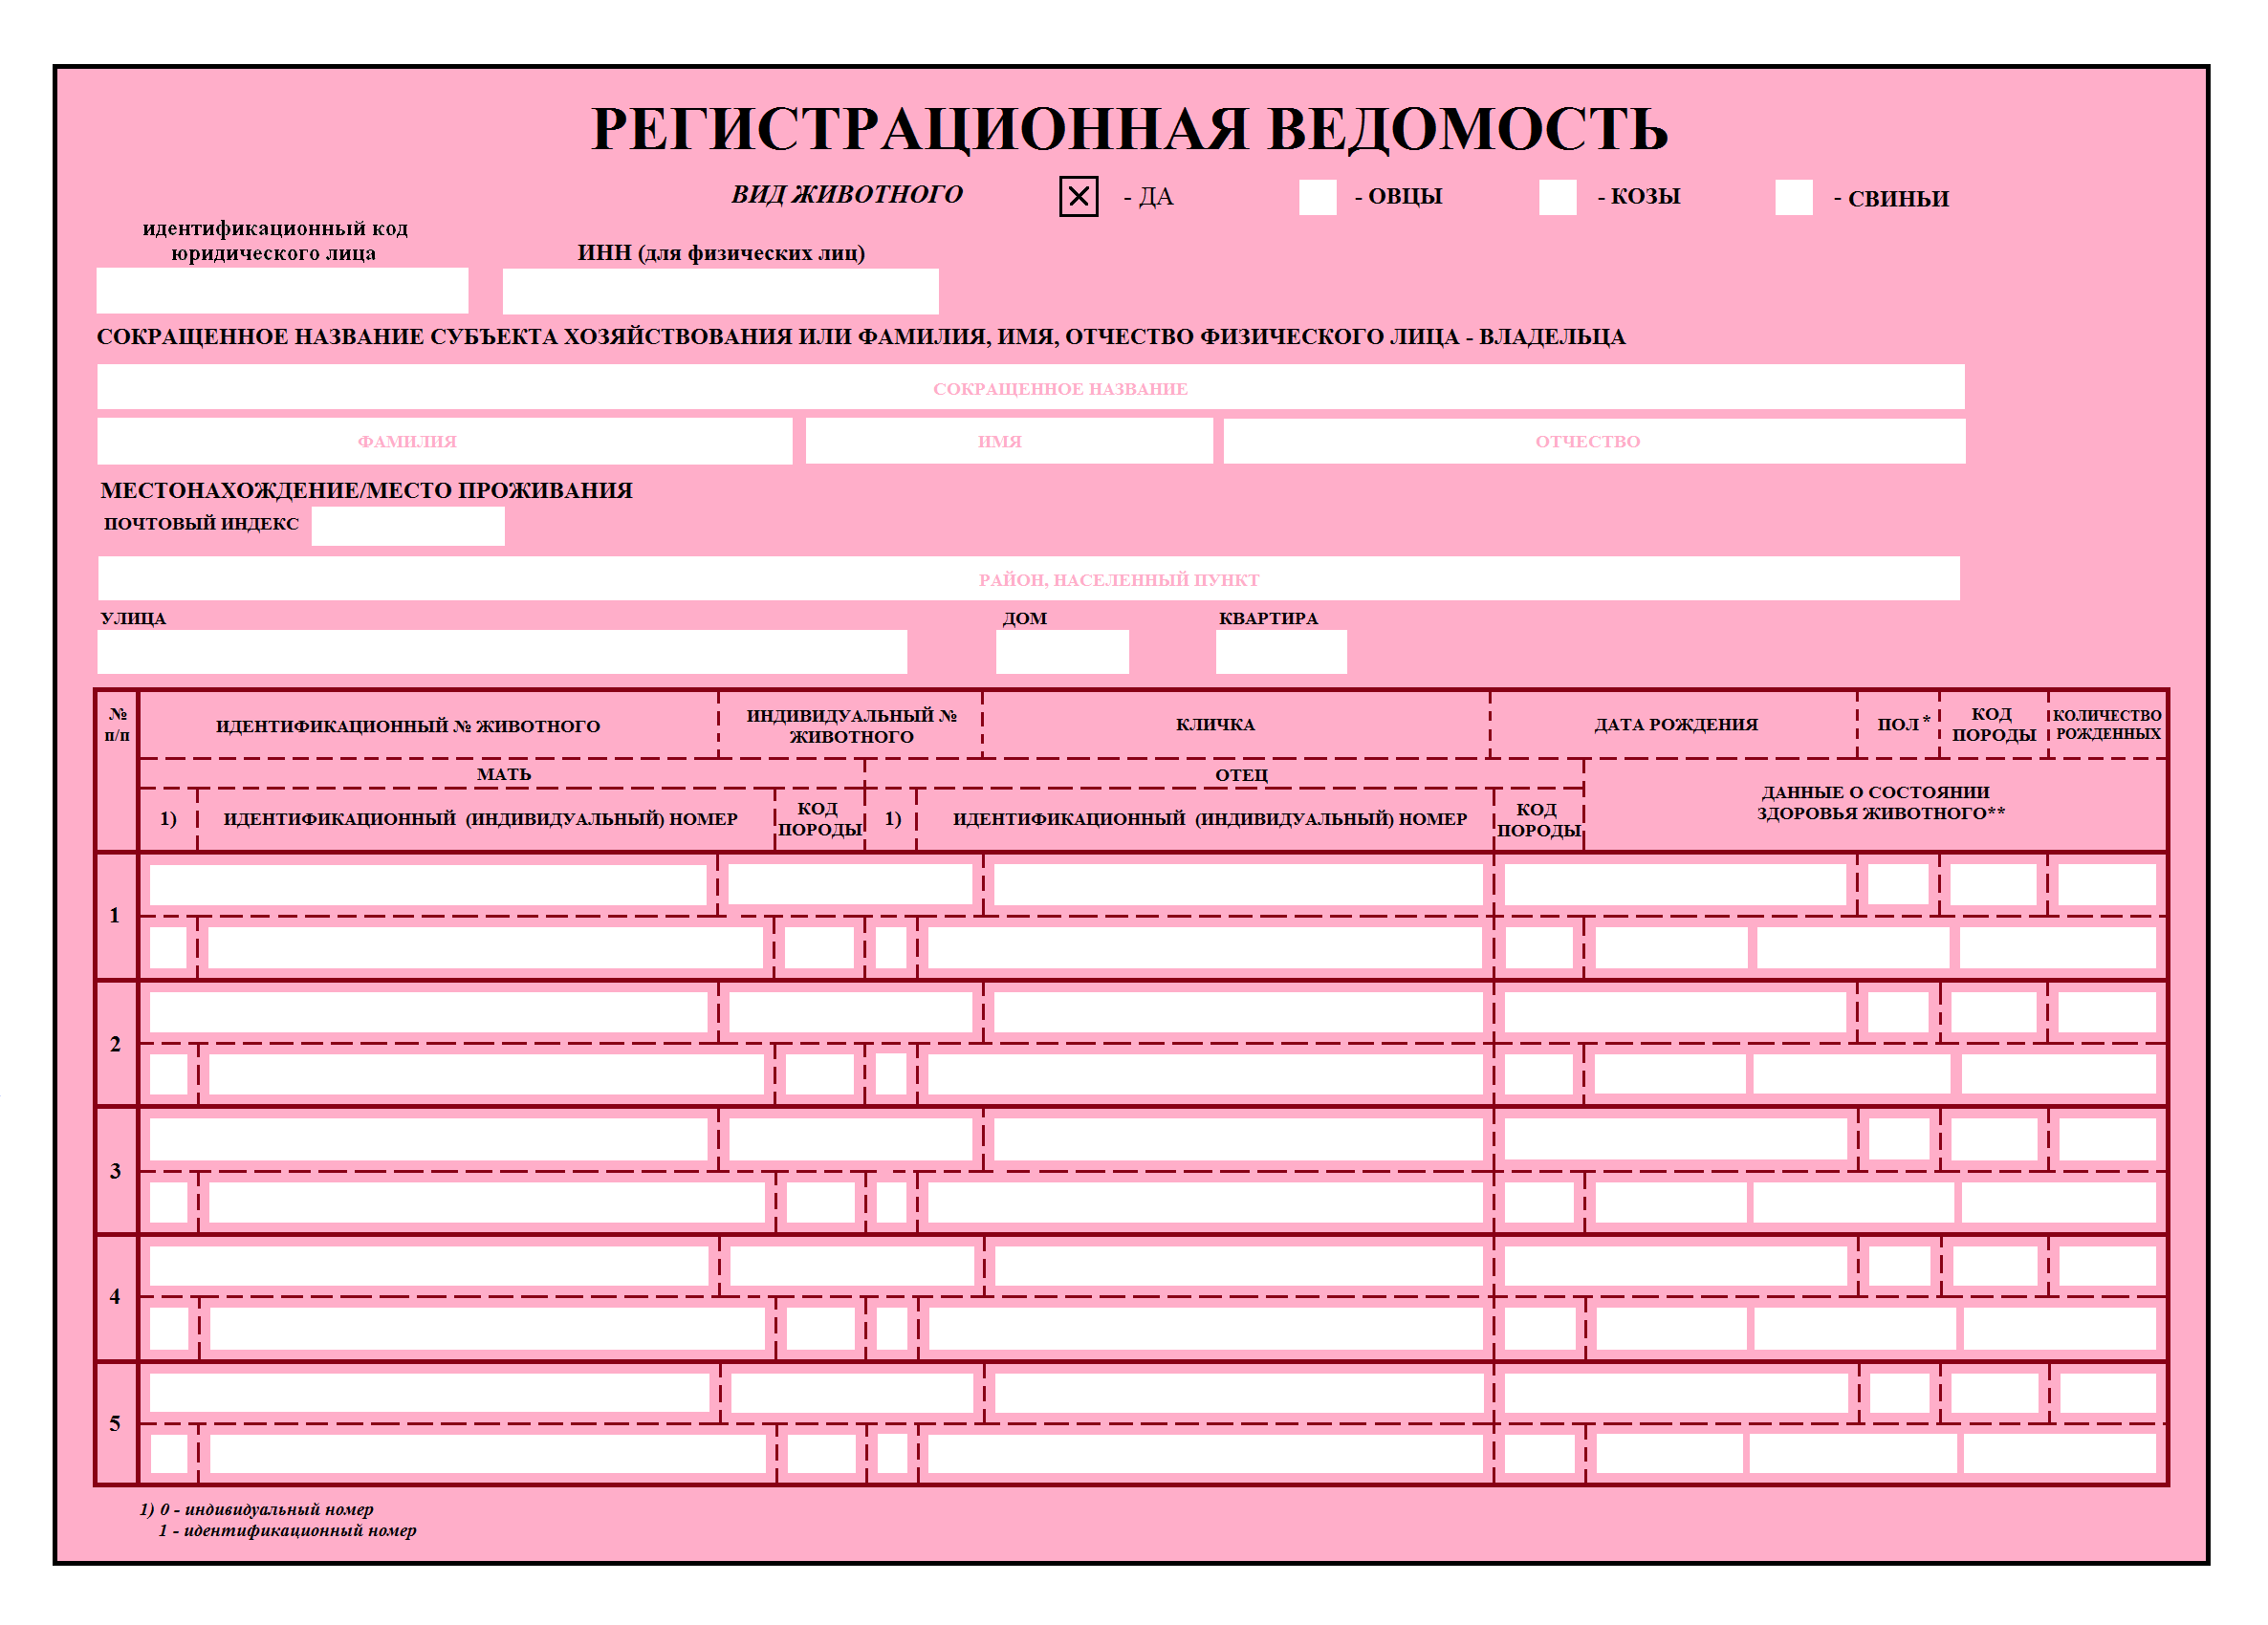 РЕГИСТРАЦИОННАЯ ВЕДОМОСТЬ
ВИД ЖИВОТНОГО - ДА - ОВЦЫ - КОЗЫ - СВИНЬИ
идентификационный код
юридического лица
ИНН (для физических лиц)
СОКРАЩЕННОЕ НАЗВАНИЕ СУБЪЕКТА ХОЗЯЙСТВОВАНИЯ ИЛИ ФАМИЛИЯ, ИМЯ, ОТЧЕСТВО ФИЗИЧЕСКОГО ЛИЦА - ВЛАДЕЛЬЦА
СОКРАЩЕННОЕ НАЗВАНИЕ
ФАМИЛИЯ ИМЯ ОТЧЕСТВО
МЕСТОНАХОЖДЕНИЕ/МЕСТО ПРОЖИВАНИЯ
ПОЧТОВЫЙ ИНДЕКС
РАЙОН, НАСЕЛЕННЫЙ ПУНКТ
УЛИЦА ДОМ КВАРТИРА
№
п/п
ИДЕНТИФИКАЦИОННЫЙ № ЖИВОТНОГО
ИНДИВИДУАЛЬНЫЙ №
ЖИВОТНОГО
КЛИЧКА
ДАТА РОЖДЕНИЯ
ПОЛ *
КОД
ПОРОДЫ
КОЛИЧЕСТВО
РОЖДЕННЫХ
МАТЬ
ОТЕЦ
1)
ИДЕНТИФИКАЦИОННЫЙ (ИНДИВИДУАЛЬНЫЙ) НОМЕР
КОД
ПОРОДЫ
1)
ИДЕНТИФИКАЦИОННЫЙ (ИНДИВИДУАЛЬНЫЙ) НОМЕР
КОД
ПОРОДЫ
ДАННЫЕ О СОСТОЯНИИ
ЗДОРОВЬЯ ЖИВОТНОГО**
1
2
3
4
5
1) 0 - индивидуальный номер
1 - идентификационный номер